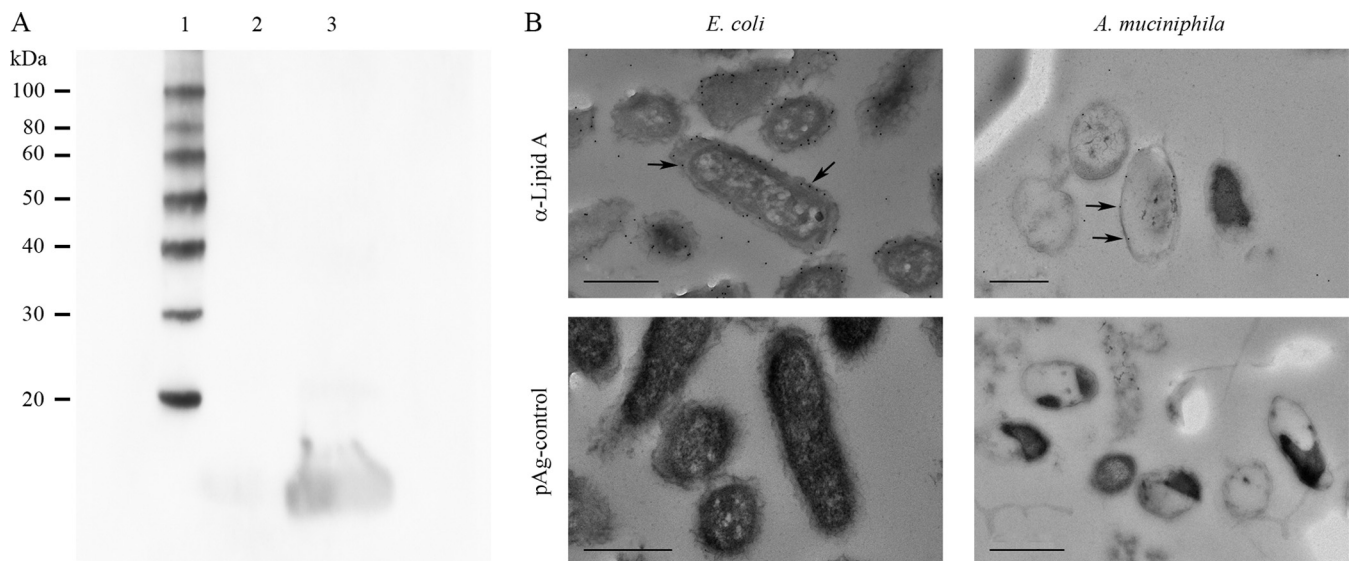 A
1 2 3
kDa
100
80
60
50
40
30
20
B
E. coli
A. muciniphila
α-Lipid A
pAg-control